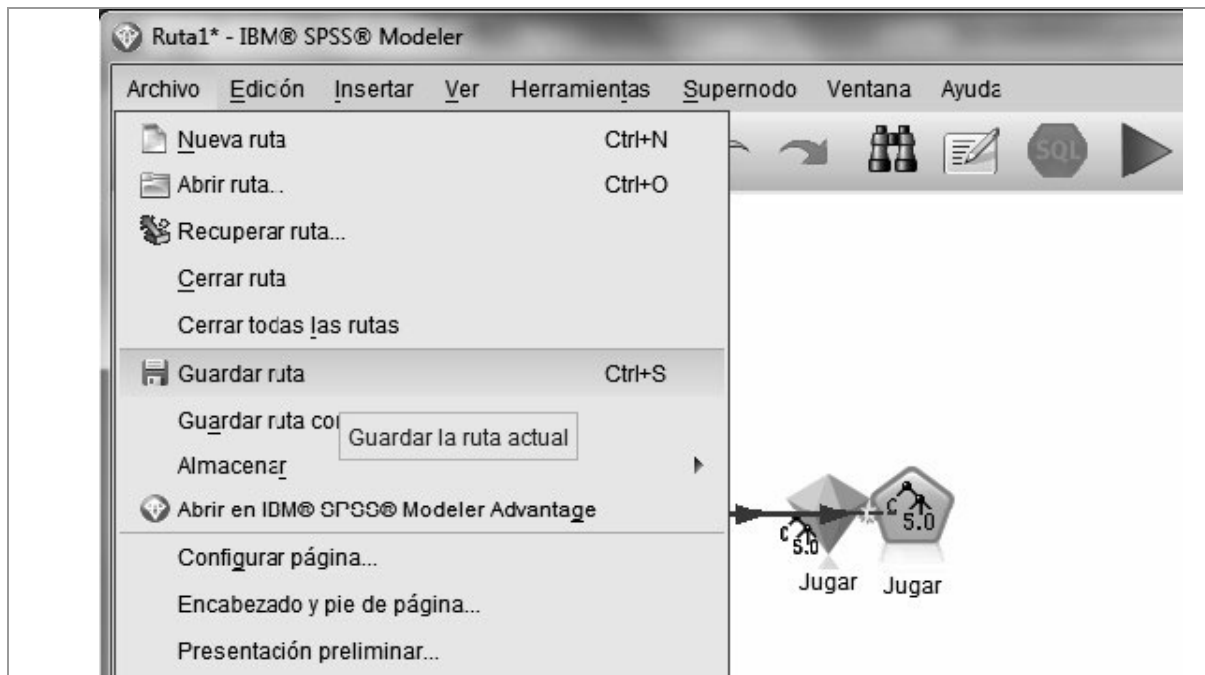 Ruta1* - IBM® SPSS® Modeler
Archivo Edición Insertar Ver Herramientas Supernodo Ventana Ayuda
Nueva ruta Ctrl+N
Abrir ruta... Ctrl+O
Recuperar ruta...
Cerrar ruta
Cerrar todas las rutas
Guardar ruta Ctrl+S
Guardar ruta
Guardar la ruta actual
Almacenar
Abrir en IBM® SPSS® Modeler Advantage
Configurar página...
Encabezado y pie de página...
Presentación preliminar...
SQL
C 5.0
C 5.0
Jugar
Jugar